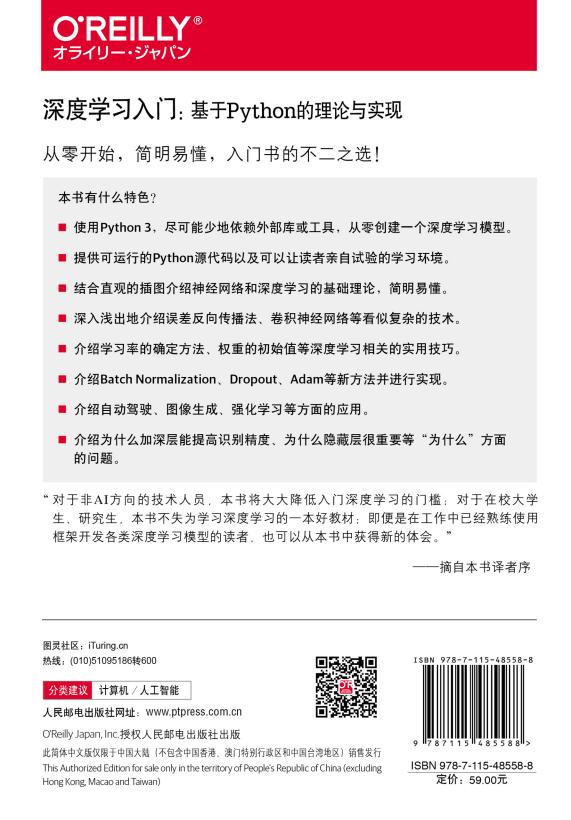 O'REILLY®
オライリー・ジャパン
深度学习入门：基于Python的理论与实现
从零开始，简明易懂，入门书的不二之选！
本书有什么特色？
■ 使用Python 3，尽可能少地依赖外部库或工具，从零创建一个深度学习模型。
■ 提供可运行的Python源代码以及可以让读者亲自试验的学习环境。
■ 结合直观的插图介绍神经网络和深度学习的基础理论，简明易懂。
■ 深入浅出地介绍误差反向传播法、卷积神经网络等看似复杂的技术。
■ 介绍学习率的确定方法、权重的初始值等深度学习相关的实用技巧。
■ 介绍Batch Normalization、Dropout、Adam等新方法并进行实现。
■ 介绍自动驾驶、图像生成、强化学习等方面的应用。
■ 介绍为什么加深层能提高识别精度、为什么隐藏层很重要等“为什么”方面
的问题。
“对于非AI方向的技术人员，本书将大大降低入门深度学习的门槛；对于在校大学
生、研究生，本书不失为学习深度学习的一本好教材；即便是在工作中已经熟练使用
框架开发各类深度学习模型的读者，也可以从本书中获得新的体会。”
——摘自本书译者序
图灵社区：iTuring.cn
热线：(010)51095186转600
分类建议 计算机／人工智能
人民邮电出版社网址：www.ptpress.com.cn
O'Reilly Japan, Inc.授权人民邮电出版社出版
此简体中文版仅限于中国大陆（不包含中国香港、澳门特别行政区和中国台湾地区）销售发行
This Authorized Edition for sale only in the territory of People's Republic of China (excluding
Hong Kong, Macao and Taiwan)
ISBN 978-7-115-48558-8
9 787115 485588 >
ISBN 978-7-115-48558-8
定价：59.00元